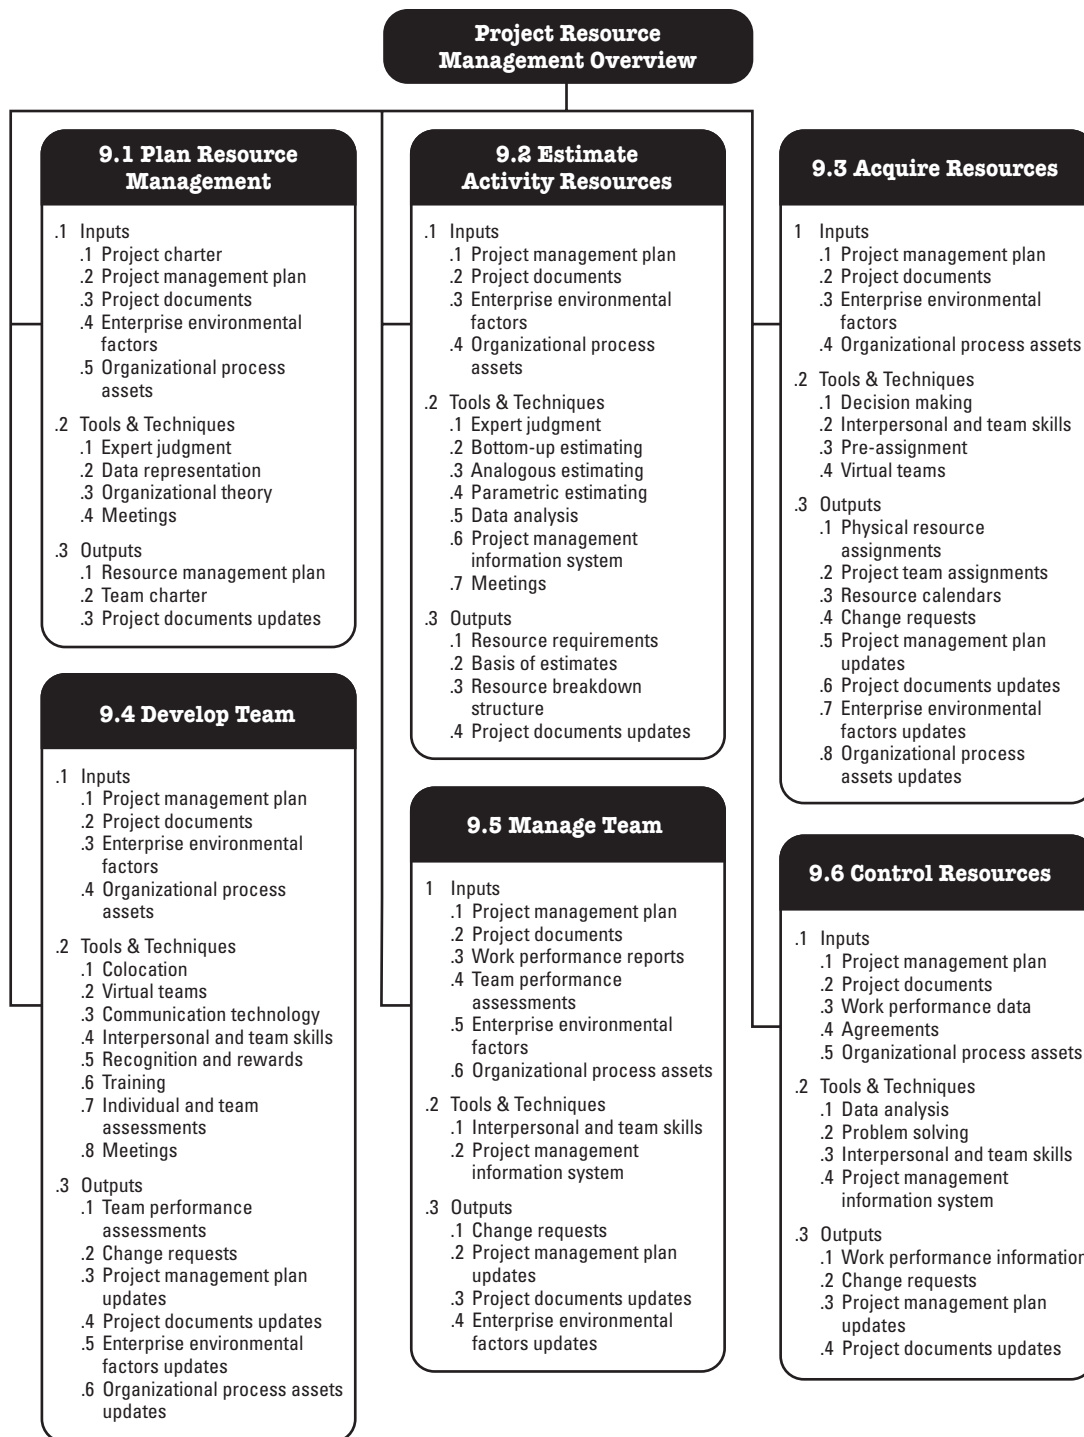 Project Resource
Management Overview
9.1 Plan Resource
Management
.1 Inputs
.1 Project charter
.2 Project management plan
.3 Project documents
.4 Enterprise environmental
factors
.5 Organizational process
assets
.2 Tools & Techniques
.1 Expert judgment
.2 Data representation
.3 Organizational theory
.4 Meetings
.3 Outputs
.1 Resource management plan
.2 Team charter
.3 Project documents updates
9.2 Estimate
Activity Resources
.1 Inputs
.1 Project management plan
.2 Project documents
.3 Enterprise environmental
factors
.4 Organizational process
assets
.2 Tools & Techniques
.1 Expert judgment
.2 Bottom-up estimating
.3 Analogous estimating
.4 Parametric estimating
.5 Data analysis
.6 Project management
information system
.7 Meetings
.3 Outputs
.1 Resource requirements
.2 Basis of estimates
.3 Resource breakdown
structure
.4 Project documents updates
9.3 Acquire Resources
1 Inputs
.1 Project management plan
.2 Project documents
.3 Enterprise environmental
factors
.4 Organizational process assets
.2 Tools & Techniques
.1 Decision making
.2 Interpersonal and team skills
.3 Pre-assignment
.4 Virtual teams
.3 Outputs
.1 Physical resource
assignments
.2 Project team assignments
.3 Resource calendars
.4 Change requests
.5 Project management plan
updates
.6 Project documents updates
.7 Enterprise environmental
factors updates
.8 Organizational process
assets updates
9.4 Develop Team
.1 Inputs
.1 Project management plan
.2 Project documents
.3 Enterprise environmental
factors
.4 Organizational process
assets
.2 Tools & Techniques
.1 Colocation
.2 Virtual teams
.3 Communication technology
.4 Interpersonal and team skills
.5 Recognition and rewards
.6 Training
.7 Individual and team
assessments
.8 Meetings
.3 Outputs
.1 Team performance
assessments
.2 Change requests
.3 Project management plan
updates
.4 Project documents updates
.5 Enterprise environmental
factors updates
.6 Organizational process assets
updates
9.5 Manage Team
1 Inputs
.1 Project management plan
.2 Project documents
.3 Work performance reports
.4 Team performance
assessments
.5 Enterprise environmental
factors
.6 Organizational process assets
.2 Tools & Techniques
.1 Interpersonal and team skills
.2 Project management
information system
.3 Outputs
.1 Change requests
.2 Project management plan
updates
.3 Project documents updates
.4 Enterprise environmental
factors updates
9.6 Control Resources
.1 Inputs
.1 Project management plan
.2 Project documents
.3 Work performance data
.4 Agreements
.5 Organizational process assets
.2 Tools & Techniques
.1 Data analysis
.2 Problem solving
.3 Interpersonal and team skills
.4 Project management
information system
.3 Outputs
.1 Work performance information
.2 Change requests
.3 Project management plan
updates
.4 Project documents updates